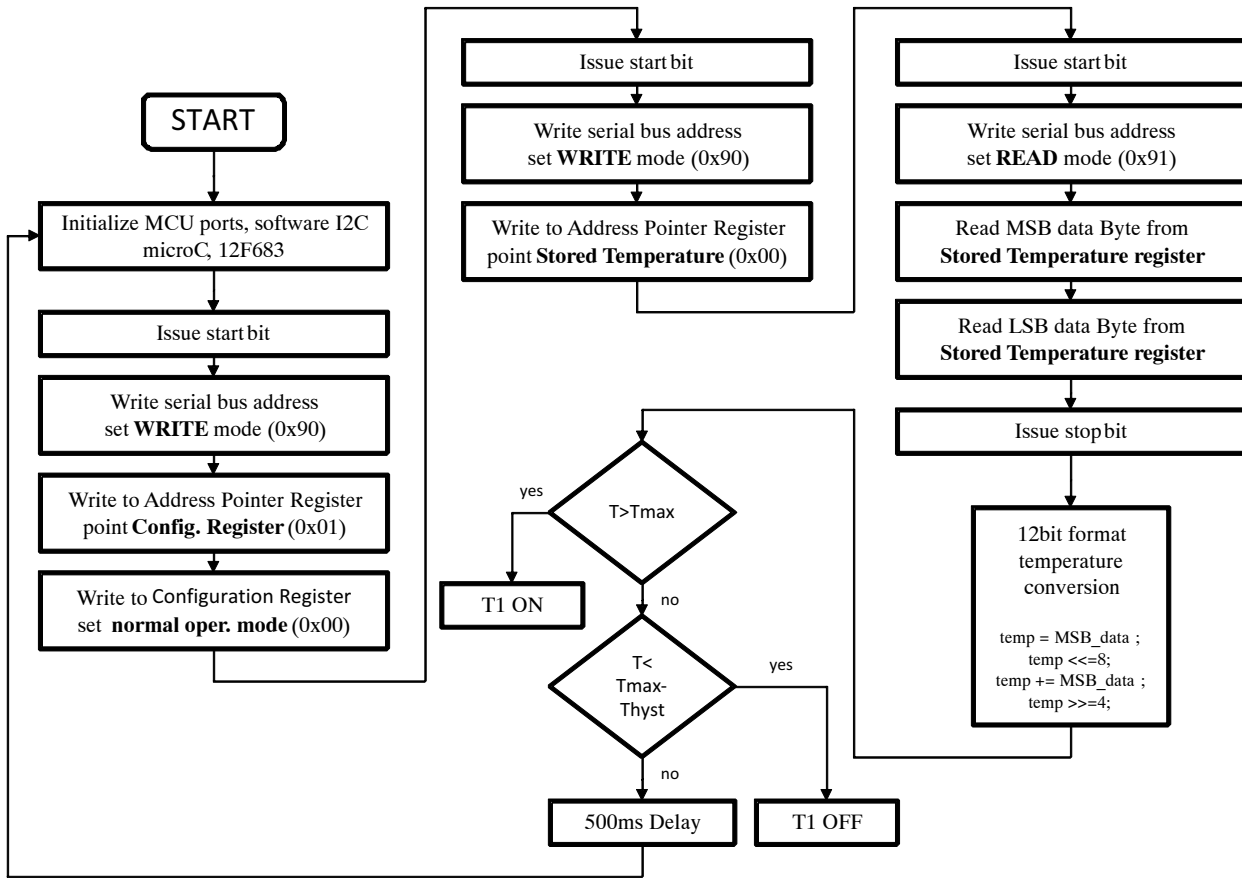 START
Initialize MCU ports, software I2C
microC, 12F683
Issue start bit
Write serial bus address
set WRITE mode (0x90)
Write to Address Pointer Register
point Config. Register (0x01)
Write to Configuration Register
set normal oper. mode (0x00)
Issue start bit
Write serial bus address
set WRITE mode (0x90)
Write to Address Pointer Register
point Stored Temperature (0x00)
Issue start bit
Write serial bus address
set READ mode (0x91)
Read MSB data Byte from
Stored Temperature register
Read LSB data Byte from
Stored Temperature register
Issue stop bit
12bit format
temperature
conversion
temp = MSB_data ;
temp <<=8;
temp += MSB_data ;
temp >>=4;
T>Tmax
yes
T1 ON
no
T<
Tmax-
Thyst
yes
T1 OFF
no
500ms Delay